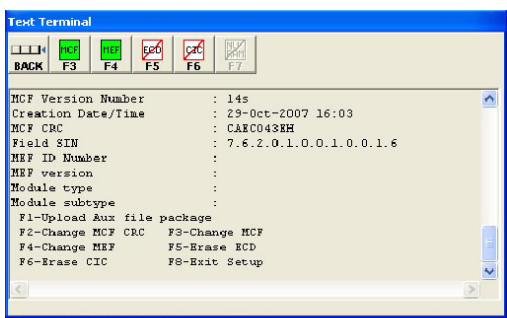 Text Terminal
BACK
MCF
F3
MEF
F4
ECD
F5
CIC
F6
NV
RAM
F7
MCF Version Number : 14s
Creation Date/Time : 29-Oct-2007 16:03
MCF CRC : CAEC043EH
Field SIN : 7.6.2.0.1.0.0.1.0.0.1.6
MEF ID Number :
MEF version :
Module type :
Module subtype :
F1-Upload Aux file package
F2-Change MCF CRC F3-Change MCF
F4-Change MEF F5-Erase ECD
F6-Erase CIC F8-Exit Setup